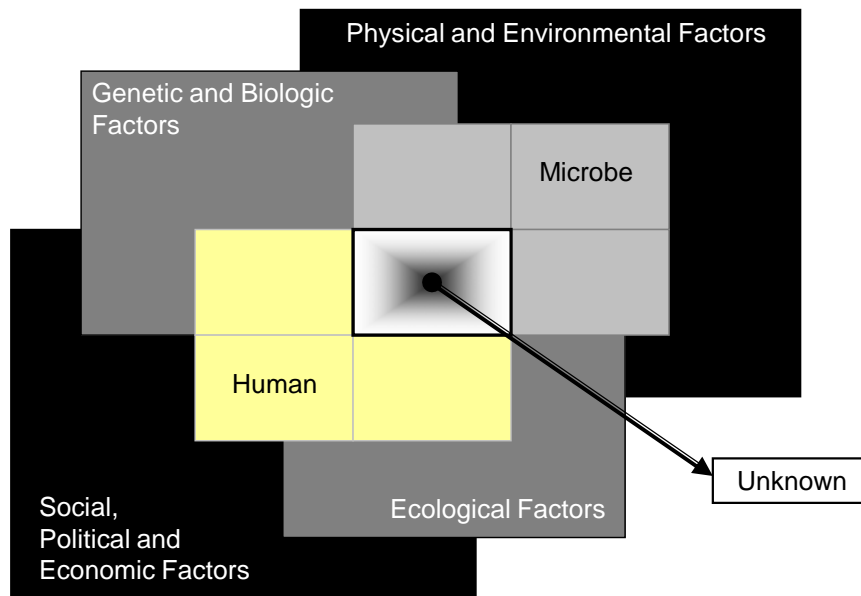 Physical and Environmental Factors
Genetic and Biologic
Factors
Microbe
Human
Unknown
Social,
Political and
Economic Factors
Ecological Factors